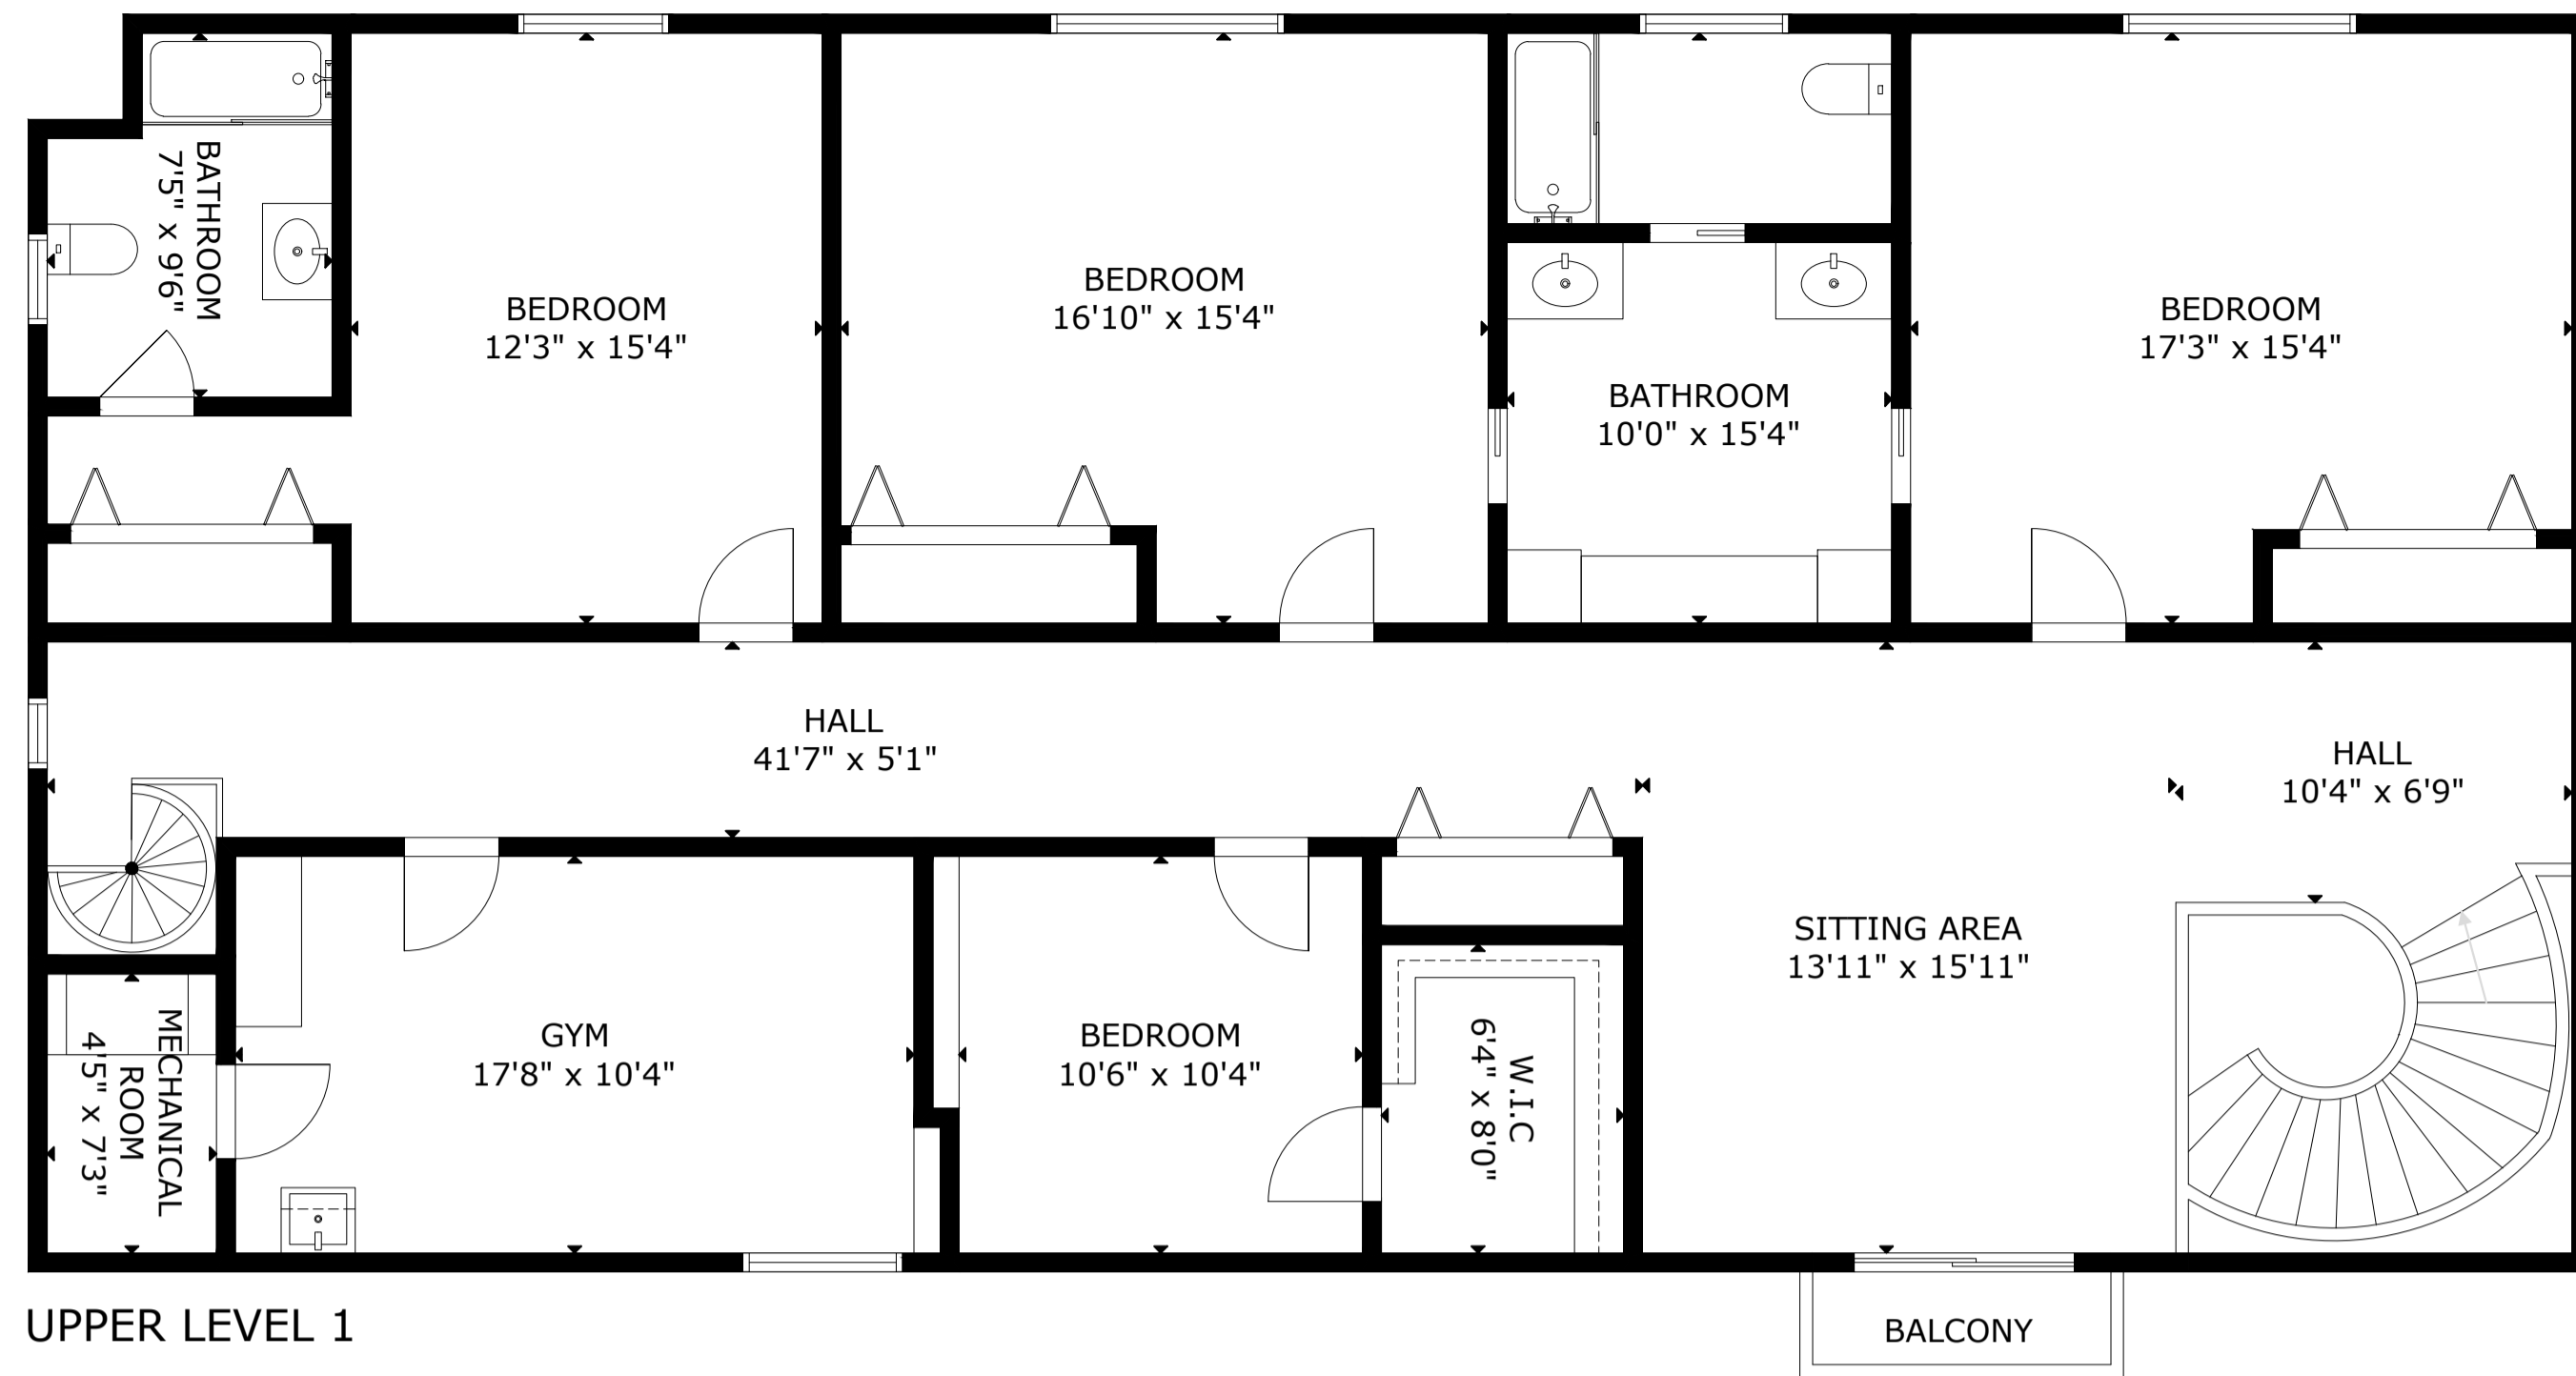 BATHROOM
7'5" x 9'6"
BEDROOM
12'3" x 15'4"
BEDROOM
16'10" x 15'4"
BATHROOM
10'0" x 15'4"
BEDROOM
17'3" x 15'4"
HALL
41'7" x 5'1"
HALL
10'4" x 6'9"
MECHANICAL
ROOM
4'5" x 7'3"
GYM
17'8" x 10'4"
BEDROOM
10'6" x 10'4"
W.I.C
6'4" x 8'0"
SITTING AREA
13'11" x 15'11"
UPPER LEVEL 1
BALCONY